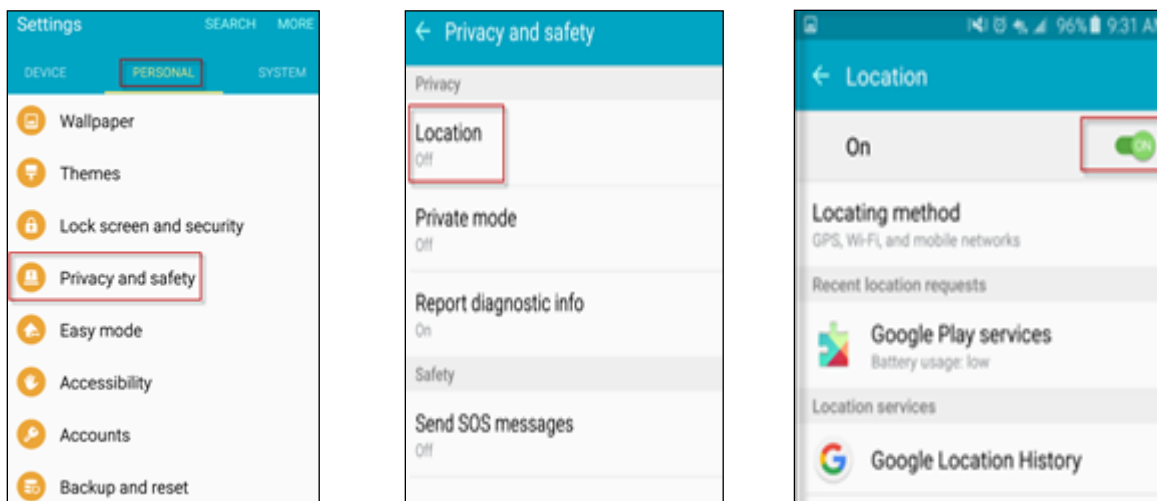 Settings SEARCH MORE
DEVICE PERSONAL SYSTEM
Wallpaper
Themes
Lock screen and security
Privacy and safety
Easy mode
Accessibility
Accounts
Backup and reset
Privacy and safety
Privacy
Location
Off
Private mode
Off
Report diagnostic info
On
Safety
Send SOS messages
Off
96% 9:31 AM
Location
On ON
Locating method
GPS, Wi-Fi, and mobile networks
Recent location requests
Google Play services
Battery usage: low
Location services
Google Location History